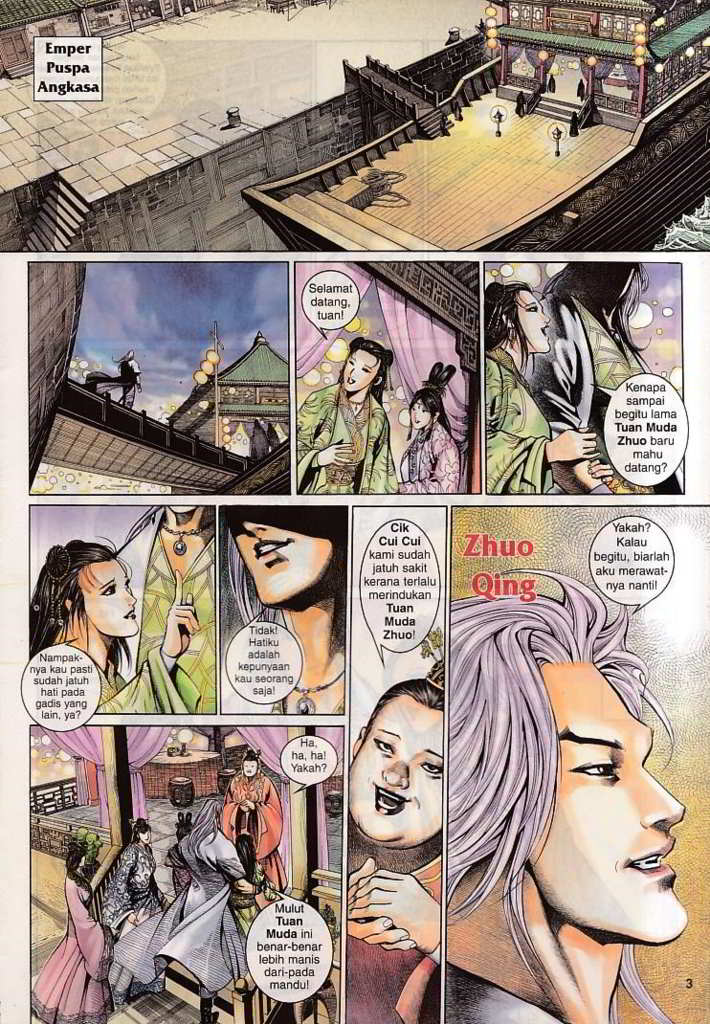 Emper
Puspa
Angkasa
Selamat
datang,
tuan!
Kenapa
sampai
begitu lama
Tuan Muda
Zhuo baru
mahu
datang?
Nampak-
nya kau pasti
sudah jatuh
hati pada
gadis yang
lain, ya?
Tidak!
Hatiku
adalah
kepunyaan
kau seorang
saja!
Cik
Cui Cui
kami sudah
jatuh sakit
kerana terlalu
merindukan
Tuan
Muda
Zhuo!
Zhuo
Qing
Yakah?
Kalau
begitu, biarlah
aku merawat-
nya nanti!
Ha,
ha, ha!
Yakah?
Mulut
Tuan
Muda ini
benar-benar
lebih manis
dari-pada
mandu!
3